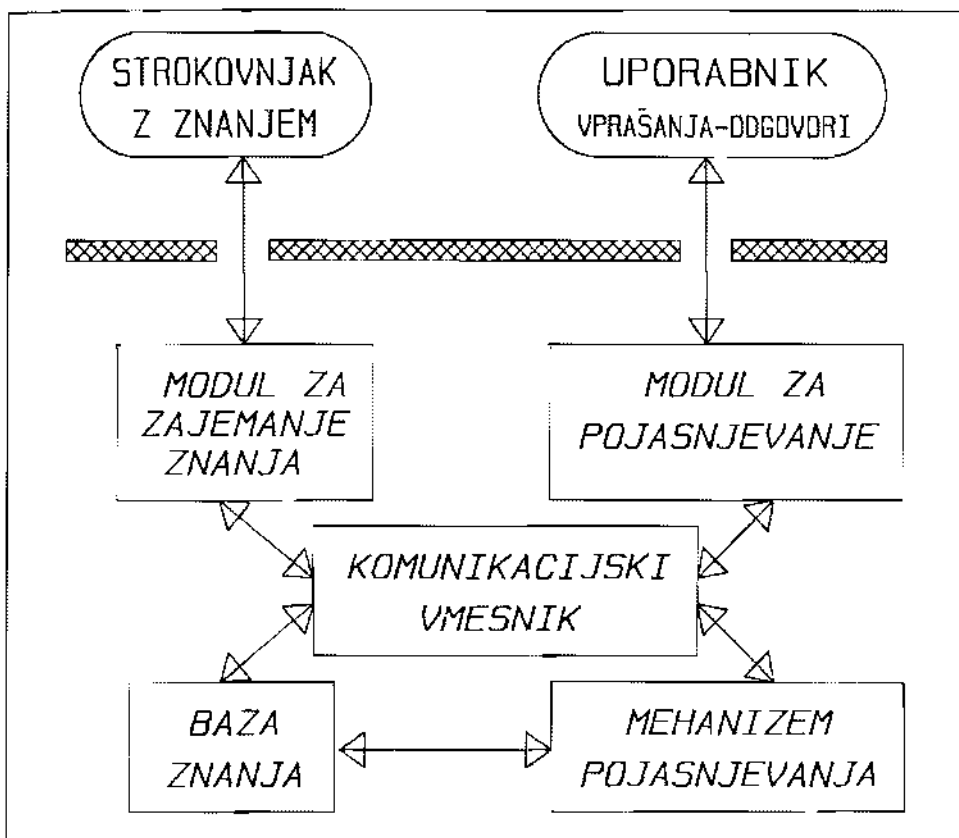 STROKOVNJAK
Z ZNANJEM
UPORABNIK
VPRAŠANJA-ODGOVORI
MODUL ZA
ZAJEMANJE
ZNANJA
MODUL ZA
POJASNJEVANJE
KOMUNIKACIJSKI
VMESNIK
BAZA
ZNANJA
MEHANIZEM
POJASNJEVANJA